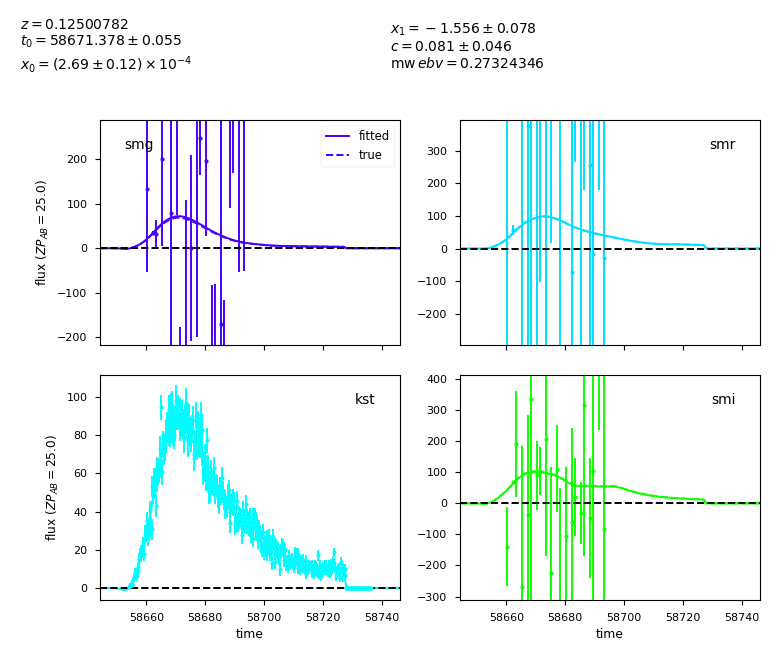 z = 0.12500782
t₀ = 58671.378 ± 0.055
x₀ = (2.69 ± 0.12) × 10⁻⁴
x₁ = −1.556 ± 0.078
c = 0.081 ± 0.046
mw ebv = 0.27324346
smg
fitted
true
200
100
0
−100
−200
flux (ZP_AB = 25.0)
smr
300
200
100
0
−100
−200
kst
100
80
60
40
20
0
flux (ZP_AB = 25.0)
58660 58680 58700 58720 58740
time
smi
400
300
200
100
0
−100
−200
−300
58660 58680 58700 58720 58740
time